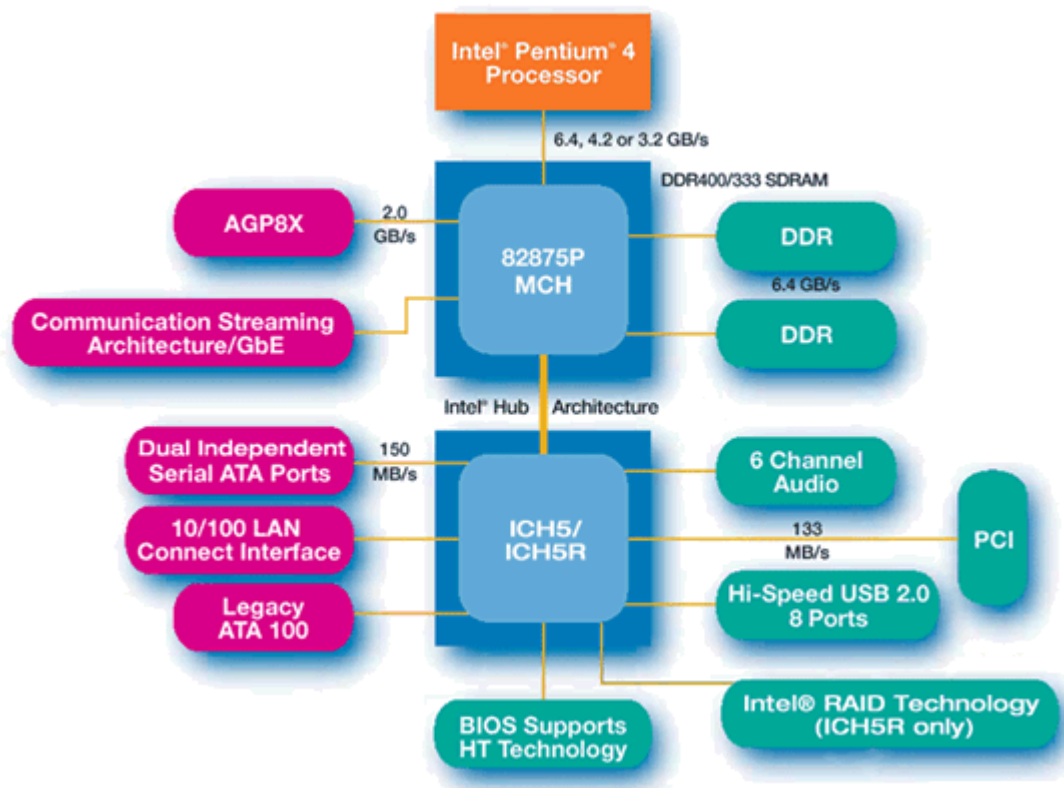 Intel® Pentium® 4
Processor
6.4, 4.2 or 3.2 GB/s
DDR400/333 SDRAM
AGP8X
2.0
GB/s
82875P
MCH
DDR
6.4 GB/s
DDR
Communication Streaming
Architecture/GbE
Intel® Hub Architecture
Dual Independent
Serial ATA Ports
150
MB/s
6 Channel
Audio
10/100 LAN
Connect Interface
ICH5/
ICH5R
133
MB/s
PCI
Legacy
ATA 100
Hi-Speed USB 2.0
8 Ports
BIOS Supports
HT Technology
Intel® RAID Technology
(ICH5R only)